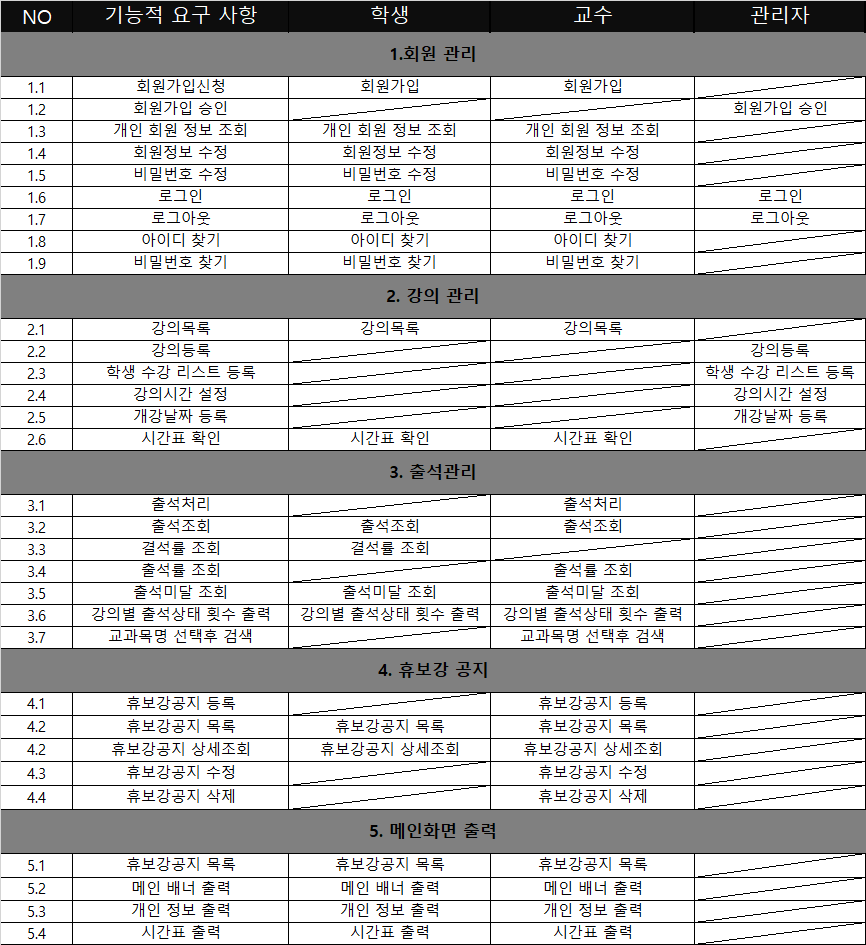 NO 기능적 요구 사항 학생 교수 관리자
1.회원 관리
1.1 회원가입신청 회원가입 회원가입
1.2 회원가입 승인 회원가입 승인
1.3 개인 회원 정보 조회 개인 회원 정보 조회 개인 회원 정보 조회
1.4 회원정보 수정 회원정보 수정 회원정보 수정
1.5 비밀번호 수정 비밀번호 수정 비밀번호 수정
1.6 로그인 로그인 로그인 로그인
1.7 로그아웃 로그아웃 로그아웃 로그아웃
1.8 아이디 찾기 아이디 찾기 아이디 찾기
1.9 비밀번호 찾기 비밀번호 찾기 비밀번호 찾기
2. 강의 관리
2.1 강의목록 강의목록 강의목록
2.2 강의등록 강의등록
2.3 학생 수강 리스트 등록 학생 수강 리스트 등록
2.4 강의시간 설정 강의시간 설정
2.5 개강날짜 등록 개강날짜 등록
2.6 시간표 확인 시간표 확인 시간표 확인
3. 출석관리
3.1 출석처리 출석처리
3.2 출석조회 출석조회 출석조회
3.3 결석률 조회 결석률 조회
3.4 출석률 조회 출석률 조회
3.5 출석미달 조회 출석미달 조회 출석미달 조회
3.6 강의별 출석상태 횟수 출력 강의별 출석상태 횟수 출력 강의별 출석상태 횟수 출력
3.7 교과목명 선택후 검색 교과목명 선택후 검색
4. 휴보강 공지
4.1 휴보강공지 등록 휴보강공지 등록
4.2 휴보강공지 목록 휴보강공지 목록 휴보강공지 목록
4.2 휴보강공지 상세조회 휴보강공지 상세조회 휴보강공지 상세조회
4.3 휴보강공지 수정 휴보강공지 수정
4.4 휴보강공지 삭제 휴보강공지 삭제
5. 메인화면 출력
5.1 휴보강공지 목록 휴보강공지 목록 휴보강공지 목록
5.2 메인 배너 출력 메인 배너 출력 메인 배너 출력
5.3 개인 정보 출력 개인 정보 출력 개인 정보 출력
5.4 시간표 출력 시간표 출력 시간표 출력